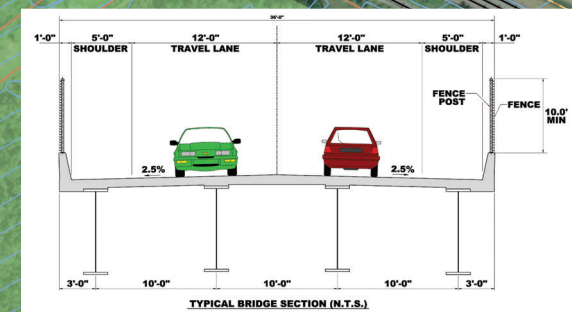 36'-0"
1'-0" 5'-0" 12'-0" 12'-0" 5'-0" 1'-0"
SHOULDER TRAVEL LANE TRAVEL LANE SHOULDER
FENCE POST
FENCE
10.0' MIN
2.5% 2.5%
3'-0" 10'-0" 10'-0" 10'-0" 3'-0"
TYPICAL BRIDGE SECTION (N.T.S.)